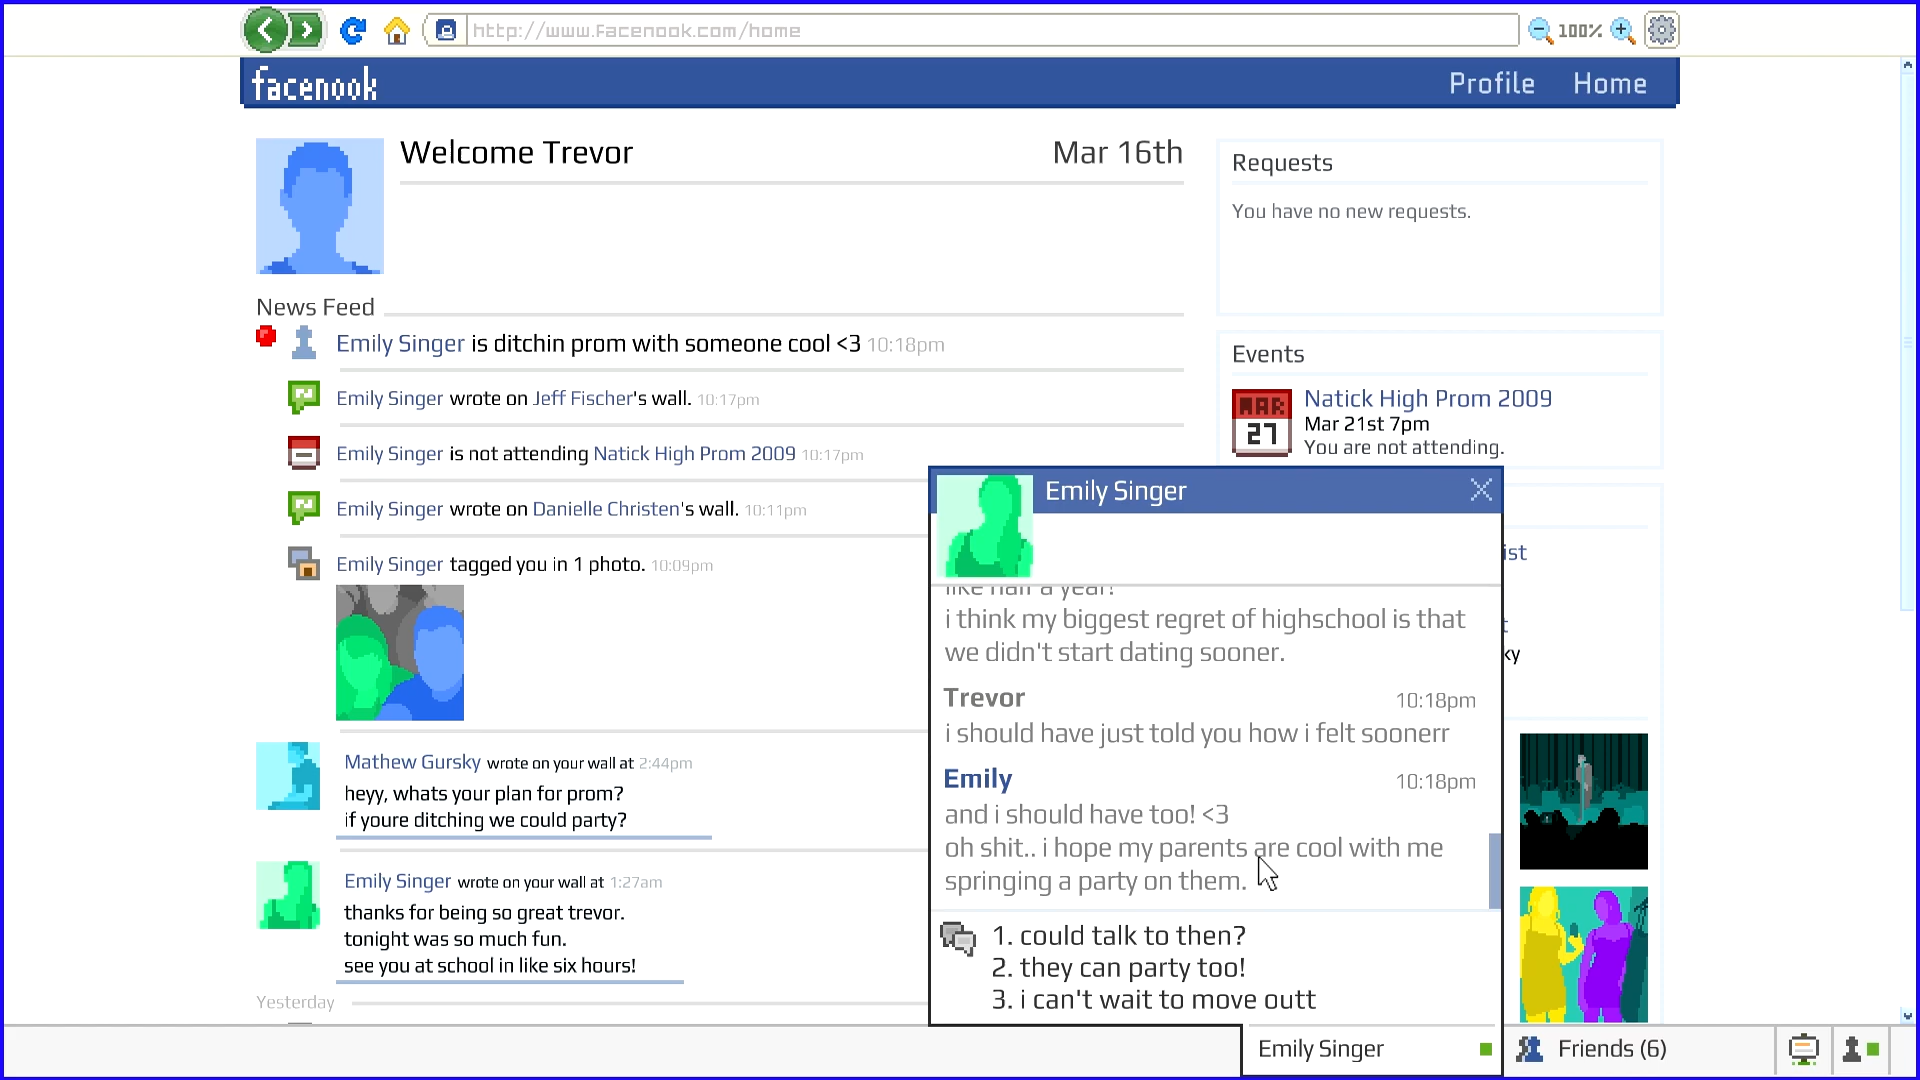 http://www.facenook.com/home
100%
facenook
Profile
Home
Welcome Trevor
Mar 16th
Requests
You have no new requests.
News Feed
Emily Singer is ditchin prom with someone cool <3 10:18pm
Emily Singer wrote on Jeff Fischer's wall. 10:17pm
Emily Singer is not attending Natick High Prom 2009 10:17pm
Emily Singer wrote on Danielle Christen's wall. 10:11pm
Emily Singer tagged you in 1 photo. 10:09pm
Mathew Gursky wrote on your wall at 2:44pm
heyy, whats your plan for prom?
if youre ditching we could party?
Emily Singer wrote on your wall at 1:27am
thanks for being so great trevor.
tonight was so much fun.
see you at school in like six hours!
Yesterday
Events
MAR
27
Natick High Prom 2009
Mar 21st 7pm
You are not attending.
Emily Singer
like half a year!
i think my biggest regret of highschool is that
we didn't start dating sooner.
Trevor 10:18pm
i should have just told you how i felt soonerr
Emily 10:18pm
and i should have too! <3
oh shit.. i hope my parents are cool with me
springing a party on them.
1. could talk to then?
2. they can party too!
3. i can't wait to move outt
Emily Singer
Friends (6)